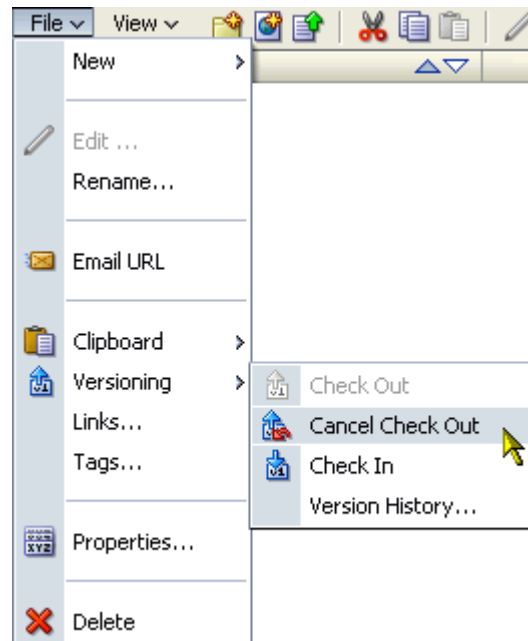 File View
New
Edit ...
Rename...
Email URL
Clipboard
Versioning
Check Out
Links...
Cancel Check Out
Tags...
Check In
Version History...
Properties...
Delete